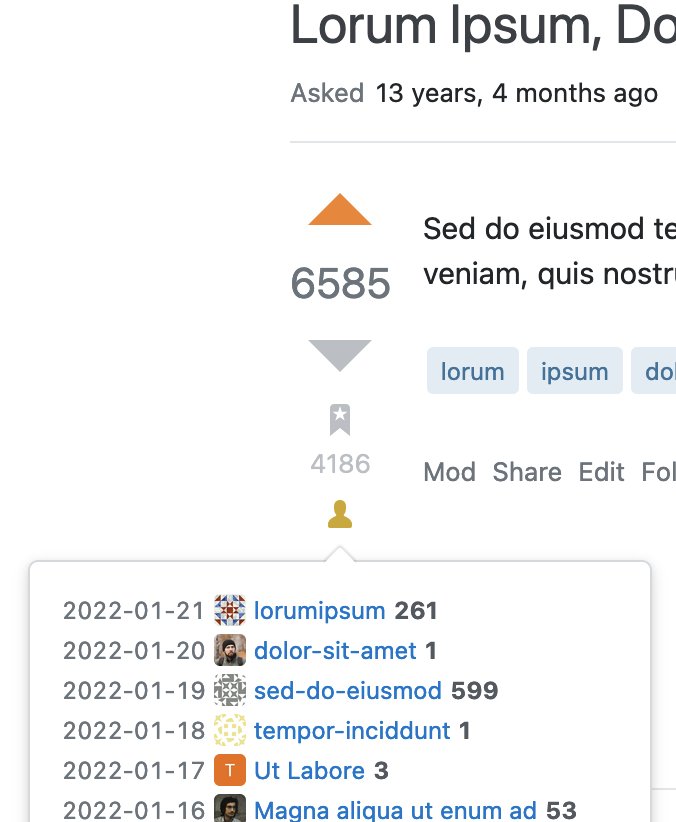 Lorum Ipsum, Do
Asked 13 years, 4 months ago
6585
Sed do eiusmod te
veniam, quis nostru
lorum ipsum dol
4186
Mod Share Edit Fol
2022-01-21 lorumipsum 261
2022-01-20 dolor-sit-amet 1
2022-01-19 sed-do-eiusmod 599
2022-01-18 tempor-inciddunt 1
2022-01-17 T Ut Labore 3
2022-01-16 Magna aliqua ut enum ad 53